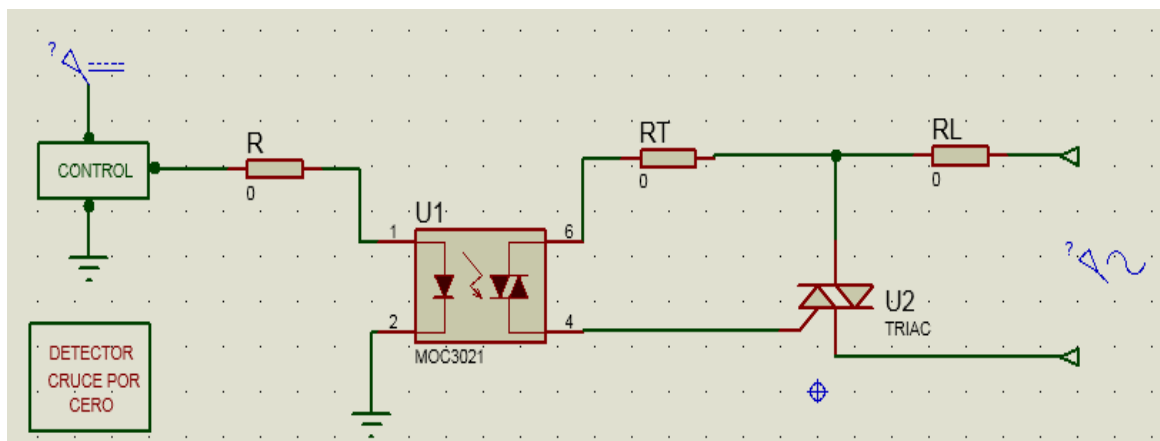 ?
CONTROL
R
0
U1
1
2
6
4
MOC3021
RT
0
RL
0
U2
TRIAC
?
DETECTOR
CRUCE POR
CERO